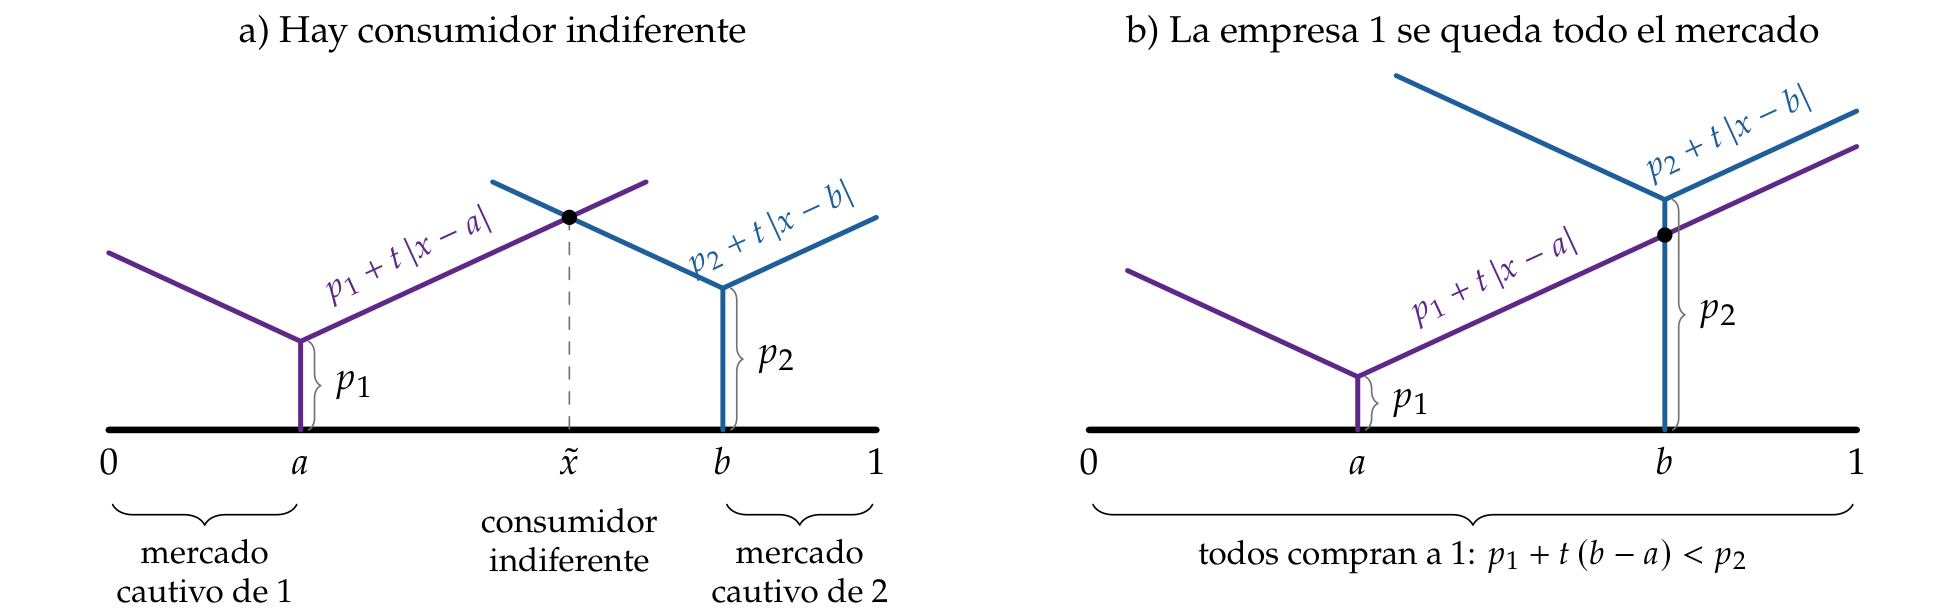 a) Hay consumidor indiferente
p₁ + t |x − a|
p₂ + t |x − b|
p₁
p₂
0
a
x̃
b
1
mercado
cautivo de 1
consumidor
indiferente
mercado
cautivo de 2
b) La empresa 1 se queda todo el mercado
p₂ + t |x − b|
p₁ + t |x − a|
p₂
p₁
0
a
b
1
todos compran a 1: p₁ + t (b − a) < p₂